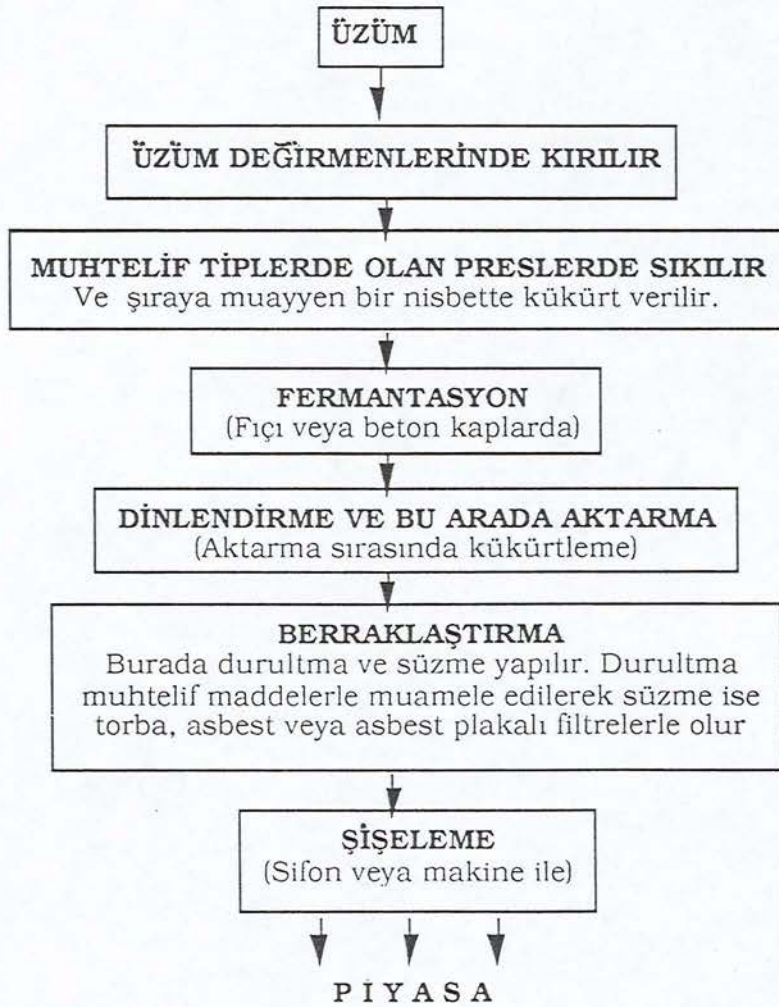 ÜZÜM
ÜZÜM DEĞİRMENLERİNDE KIRILIR
MUHTELİF TİPLERDE OLAN PRESLERDE SIKILIR
Ve şıraya muayyen bir nisbette kükürt verilir.
FERMANTASYON
(Fıçı veya beton kaplarda)
DİNLENDİRME VE BU ARADA AKTARMA
(Aktarma sırasında kükürtleme)
BERRAKLAŞTIRMA
Burada durultma ve süzme yapılır. Durultma
muhtelif maddelerle muamele edilerek süzme ise
torba, asbest veya asbest plakalı filtrelerle olur
ŞİŞELEME
(Sifon veya makine ile)
PİYASA